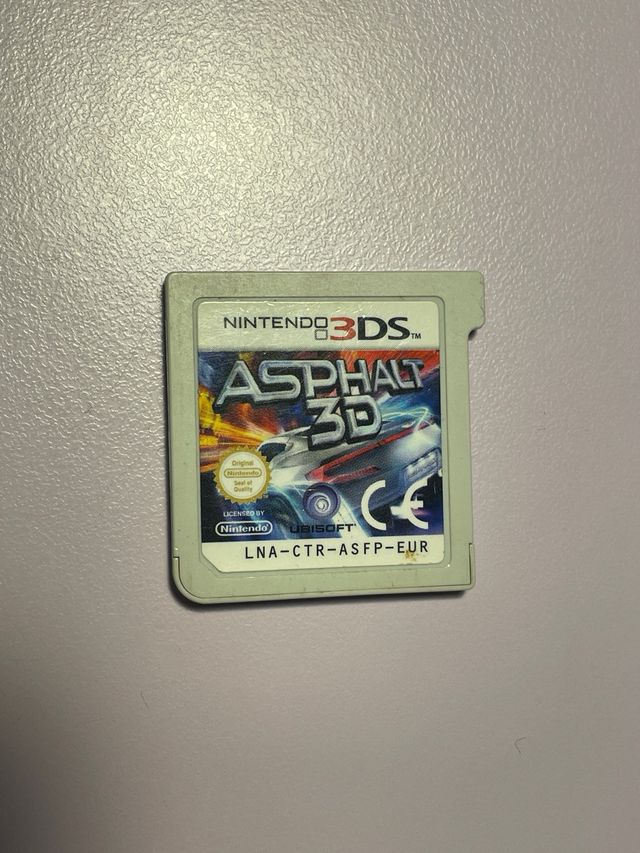 NINTENDO 3DS™
ASPHALT
3D
Original
Nintendo
Seal of
Quality
LICENSED BY
Nintendo
UBISOFT
CE
LNA-CTR-ASFP-EUR